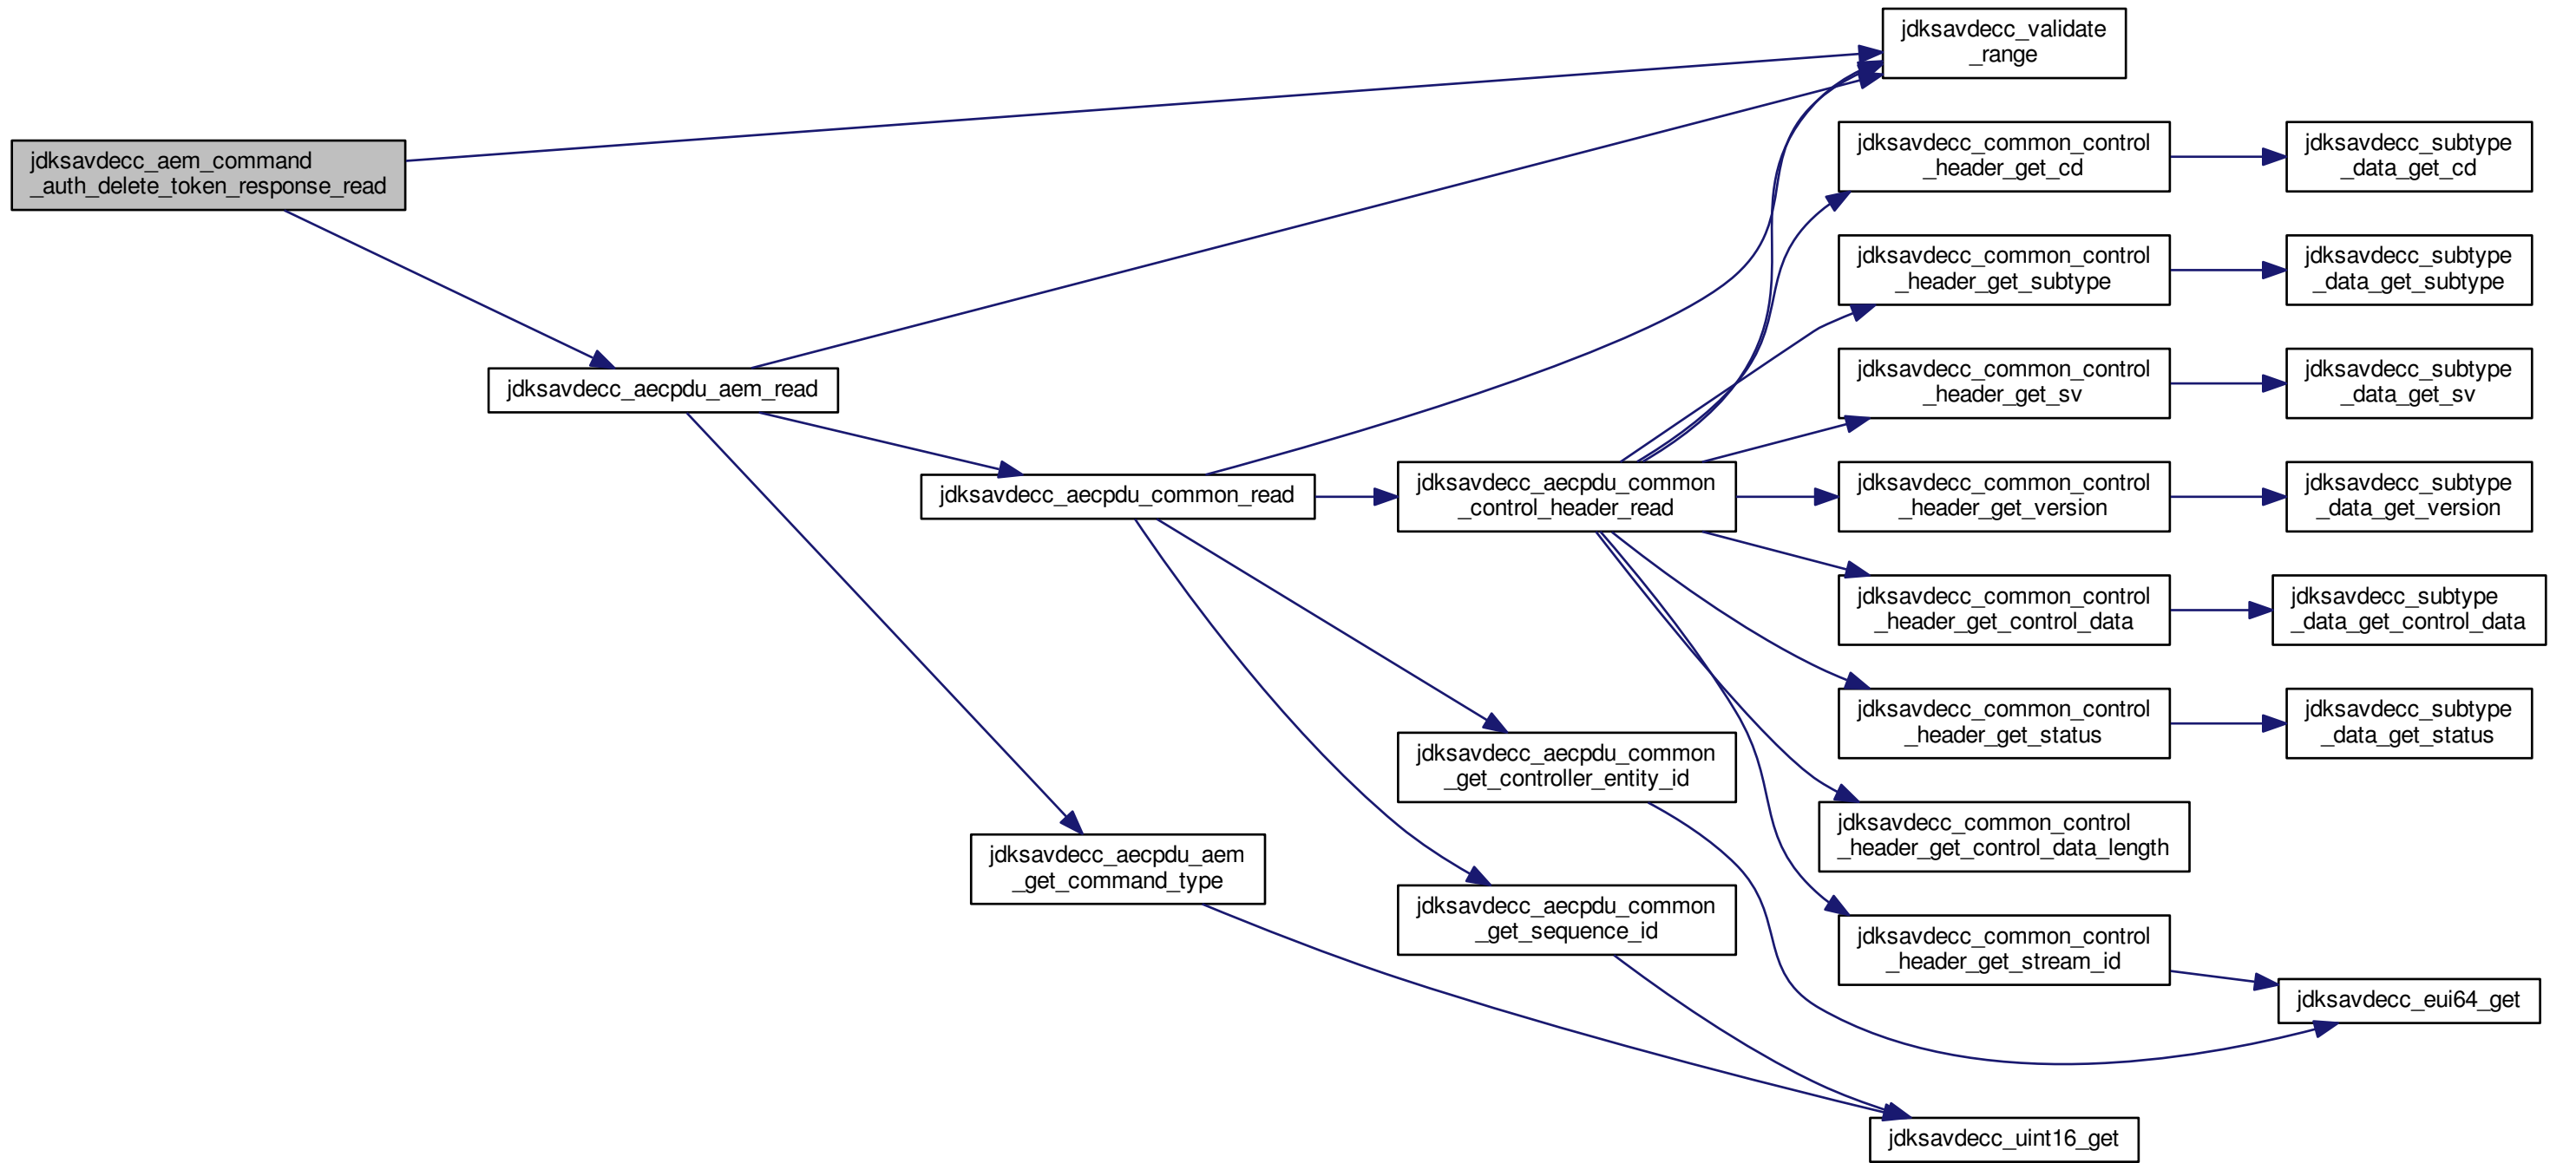 jdksavdecc_aem_command
_auth_delete_token_response_read
jdksavdecc_aecpdu_aem_read
jdksavdecc_aecpdu_common_read
jdksavdecc_aecpdu_aem
_get_command_type
jdksavdecc_aecpdu_common
_control_header_read
jdksavdecc_aecpdu_common
_get_controller_entity_id
jdksavdecc_aecpdu_common
_get_sequence_id
jdksavdecc_validate
_range
jdksavdecc_common_control
_header_get_cd
jdksavdecc_common_control
_header_get_subtype
jdksavdecc_common_control
_header_get_sv
jdksavdecc_common_control
_header_get_version
jdksavdecc_common_control
_header_get_control_data
jdksavdecc_common_control
_header_get_status
jdksavdecc_common_control
_header_get_control_data_length
jdksavdecc_common_control
_header_get_stream_id
jdksavdecc_uint16_get
jdksavdecc_subtype
_data_get_cd
jdksavdecc_subtype
_data_get_subtype
jdksavdecc_subtype
_data_get_sv
jdksavdecc_subtype
_data_get_version
jdksavdecc_subtype
_data_get_control_data
jdksavdecc_subtype
_data_get_status
jdksavdecc_eui64_get